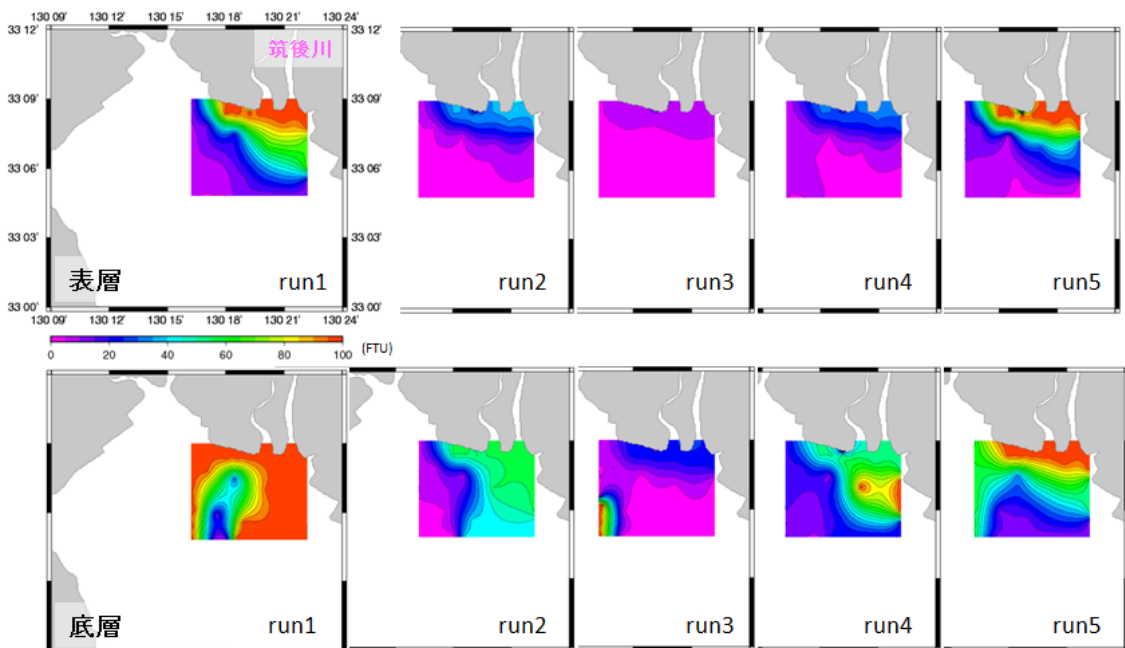 130 09' 130 12' 130 15' 130 18' 130 21' 130 24'
33 12'
筑後川
33 09'
33 06'
33 03'
表層 run1 run2 run3 run4 run5
33 00'
130 09' 130 12' 130 15' 130 18' 130 21' 130 24'
33 12'
33 09'
33 06'
33 03'
33 00'
0 20 40 60 80 100 (FTU)
底層 run1 run2 run3 run4 run5